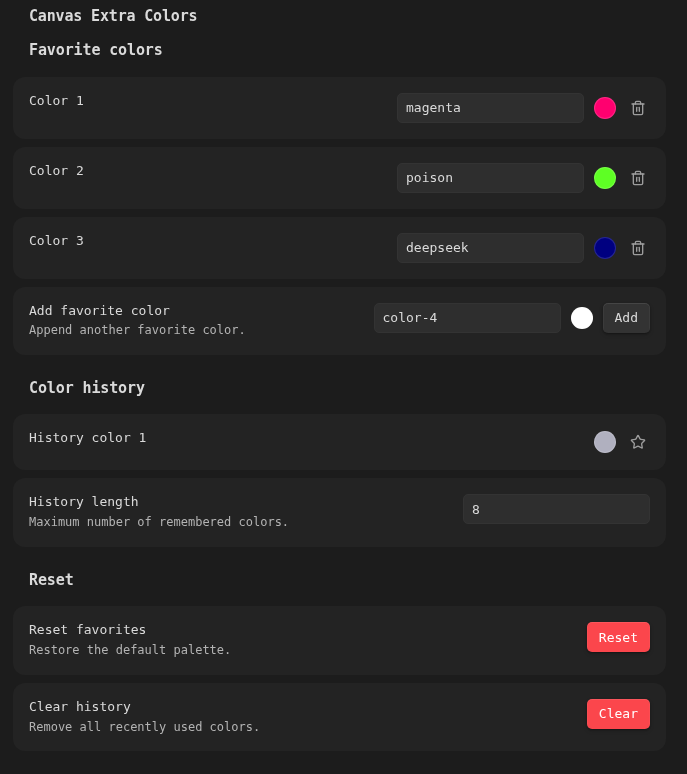 Canvas Extra Colors
Favorite colors
Color 1
magenta
Color 2
poison
Color 3
deepseek
Add favorite color
Append another favorite color.
color-4
Add
Color history
History color 1
History length
Maximum number of remembered colors.
8
Reset
Reset favorites
Restore the default palette.
Reset
Clear history
Remove all recently used colors.
Clear